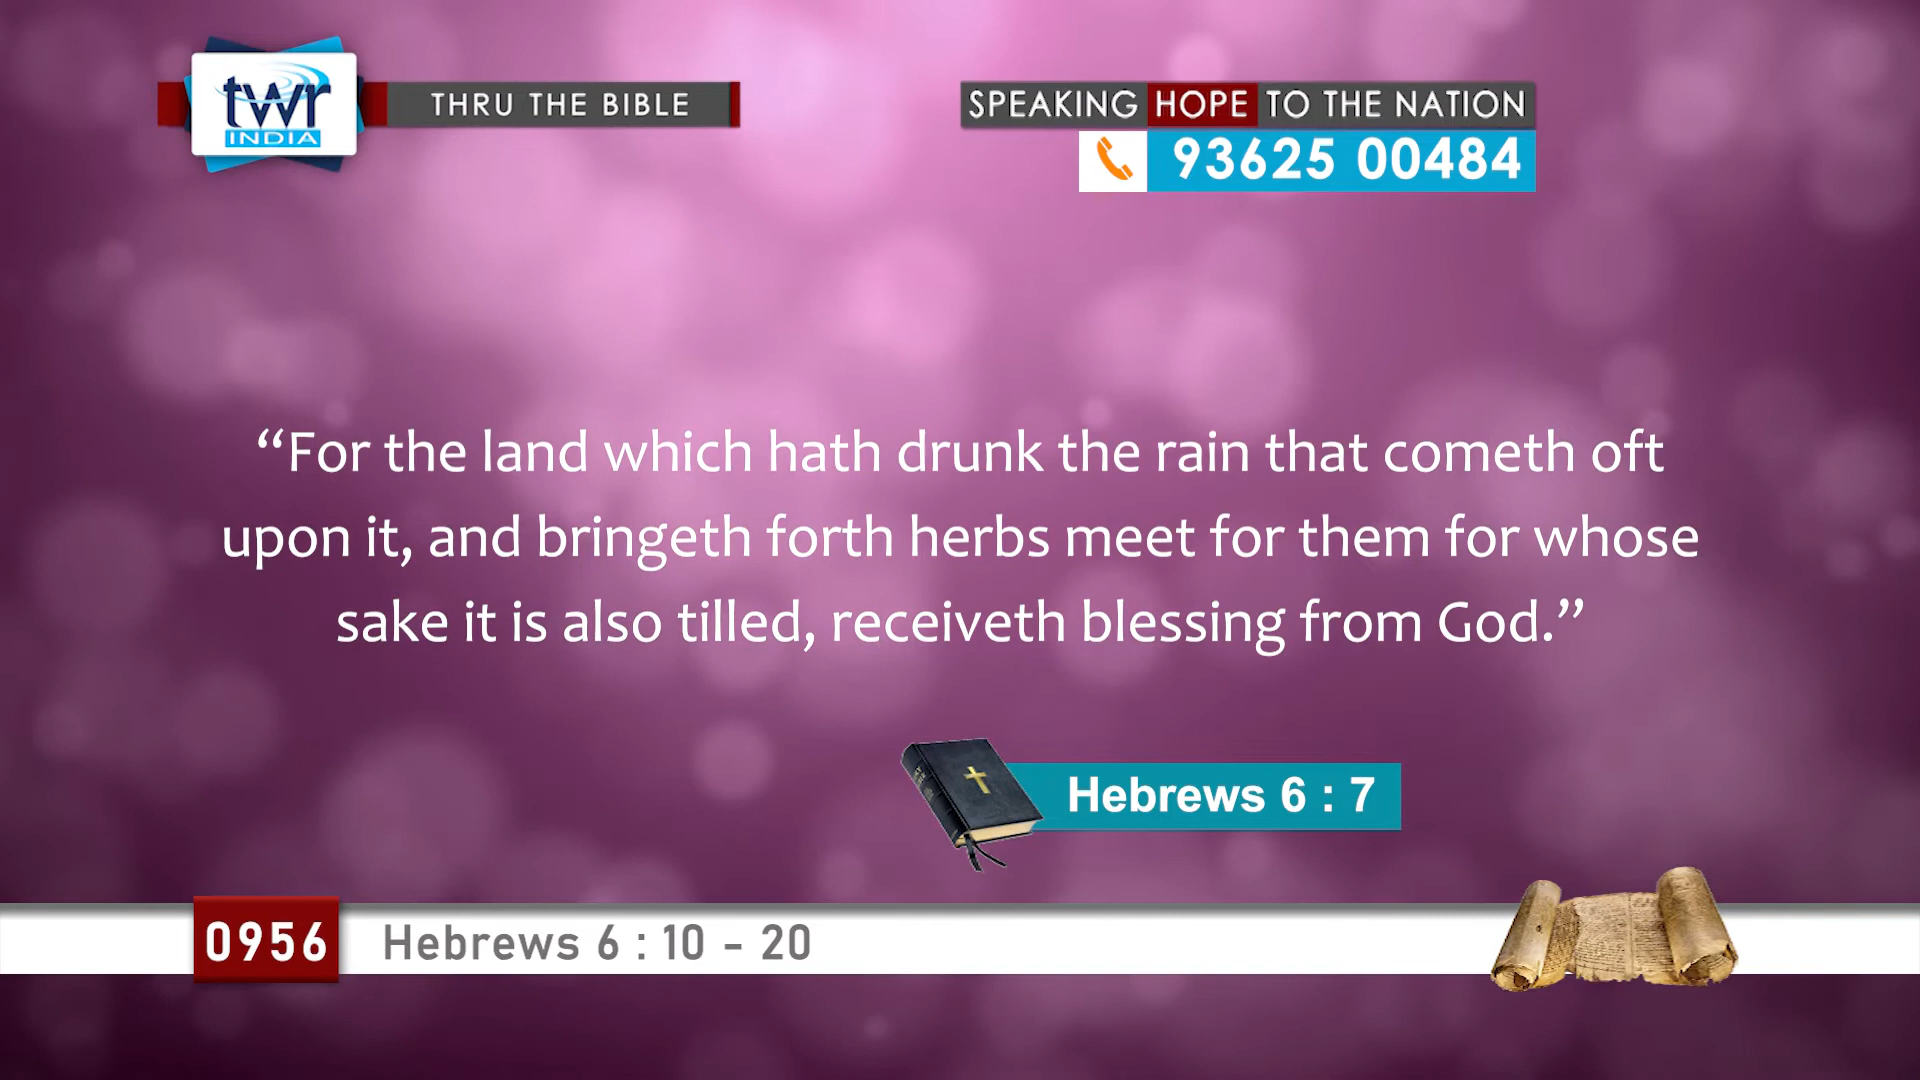 twr
INDIA
THRU THE BIBLE
SPEAKING HOPE TO THE NATION
93625 00484
“For the land which hath drunk the rain that cometh oft
upon it, and bringeth forth herbs meet for them for whose
sake it is also tilled, receiveth blessing from God.”
Hebrews 6 : 7
0956 Hebrews 6 : 10 - 20